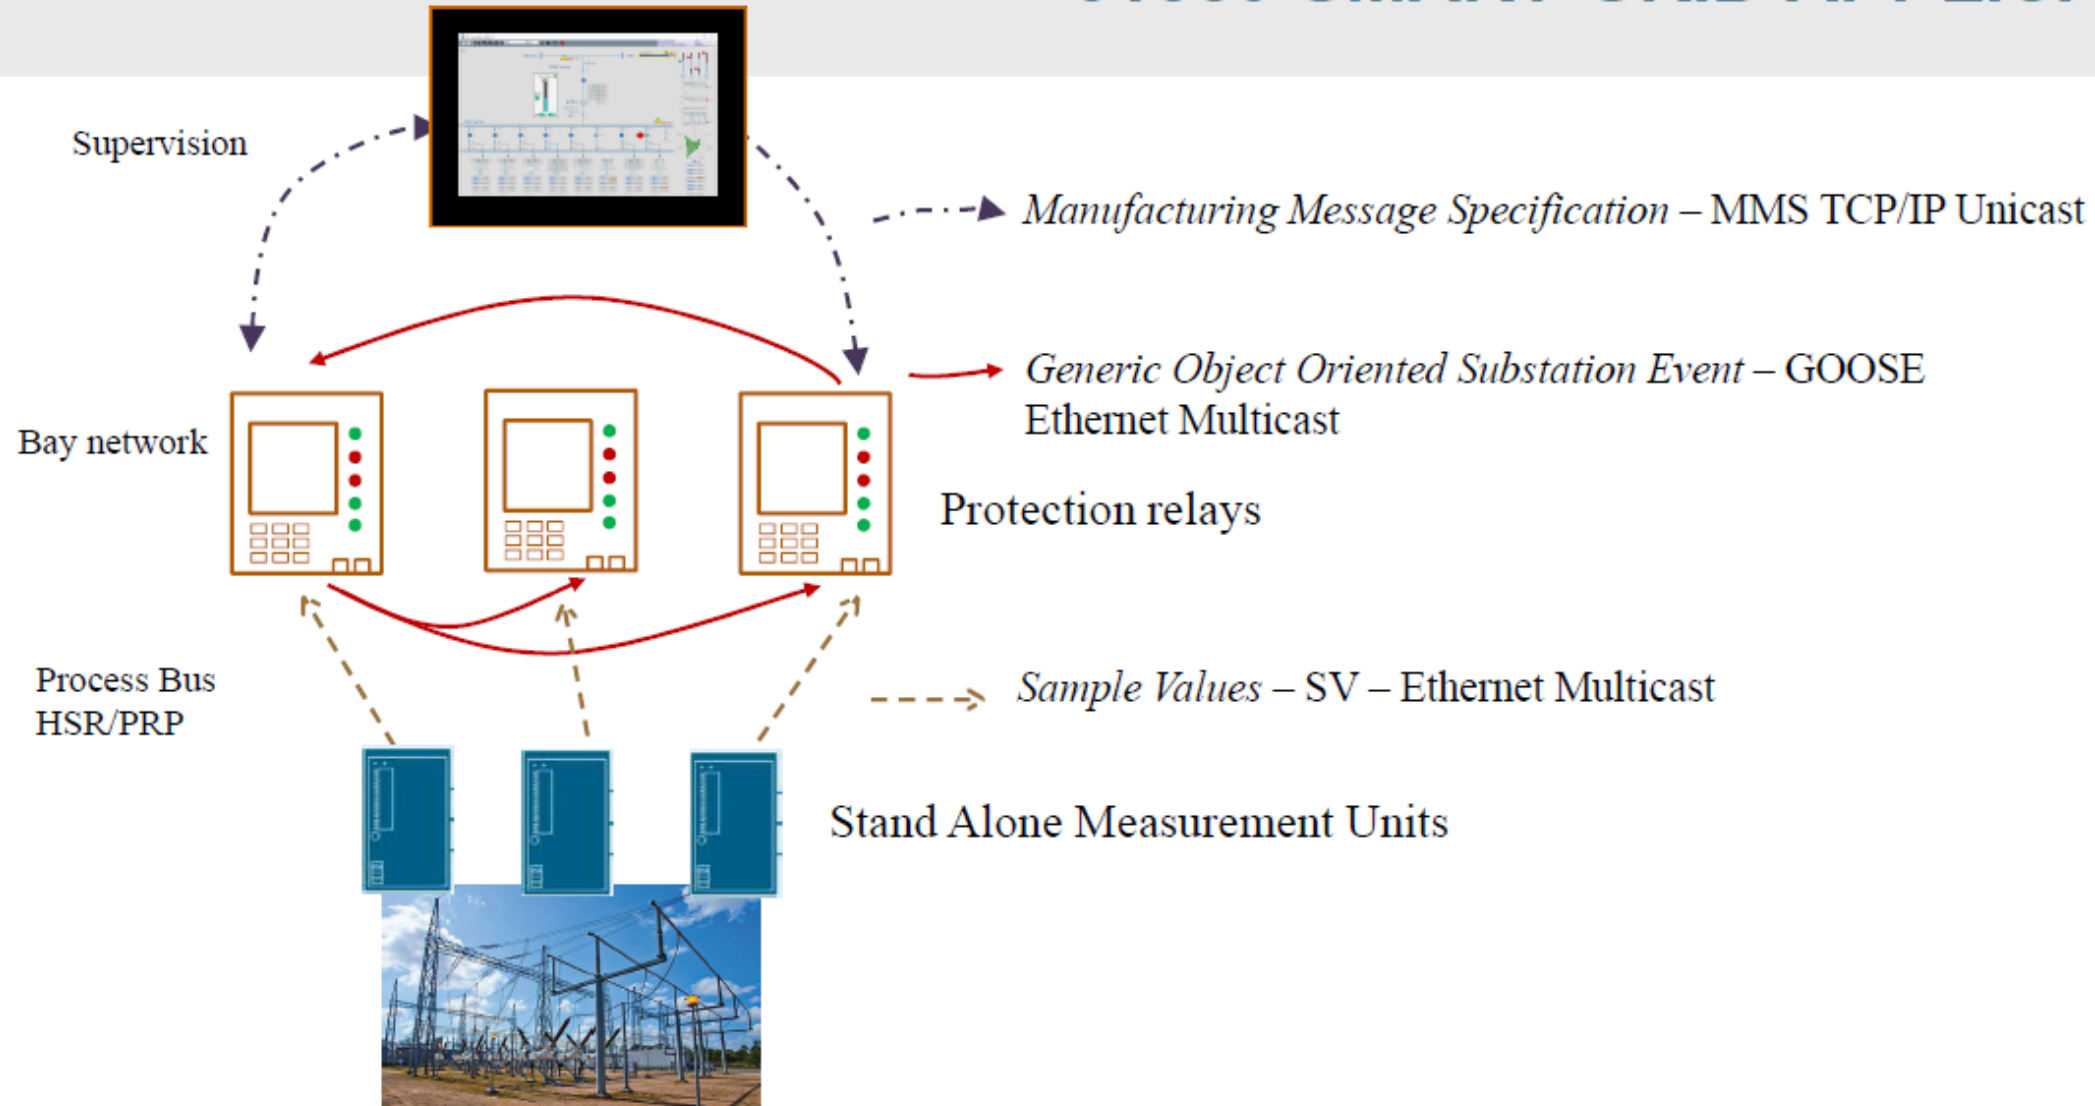 Supervision
Manufacturing Message Specification – MMS TCP/IP Unicast
Generic Object Oriented Substation Event – GOOSE
Ethernet Multicast
Bay network
Protection relays
Process Bus
HSR/PRP
Sample Values – SV – Ethernet Multicast
Stand Alone Measurement Units